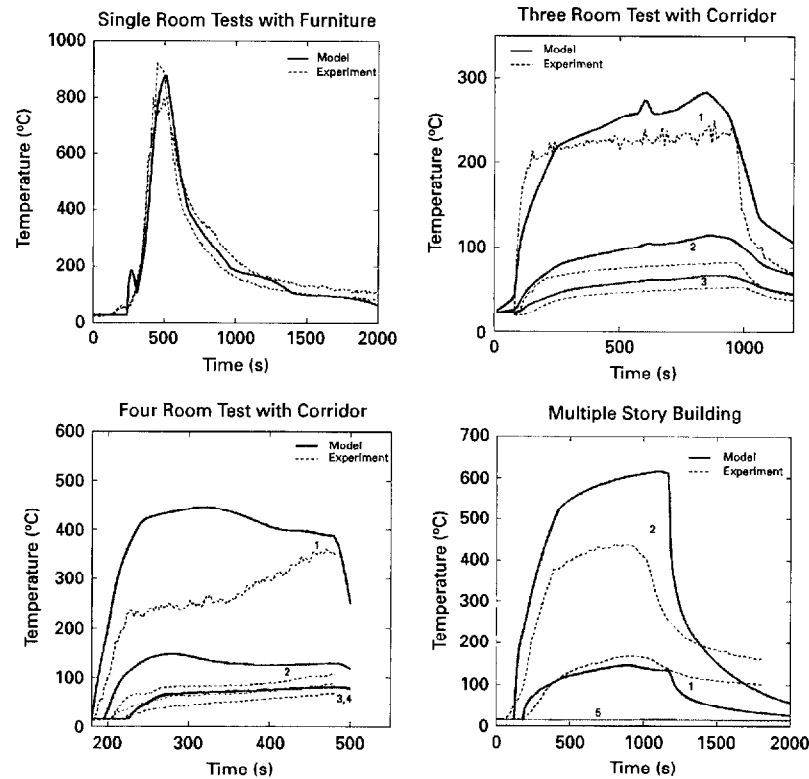 Single Room Tests with Furniture
1000
800
600
400
200
0
Temperature (ºC)
Model
Experiment
0 500 1000 1500 2000
Time (s)
Three Room Test with Corridor
300
200
100
0
Temperature (ºC)
Model
Experiment
1
2
3
0 500 1000
Time (s)
Four Room Test with Corridor
600
500
400
300
200
100
0
Temperature (ºC)
Model
Experiment
1
2
3,4
200 300 400 500
Time (s)
Multiple Story Building
700
600
500
400
300
200
100
0
Temperature (ºC)
Model
Experiment
2
1
5
0 500 1000 1500 2000
Time (s)